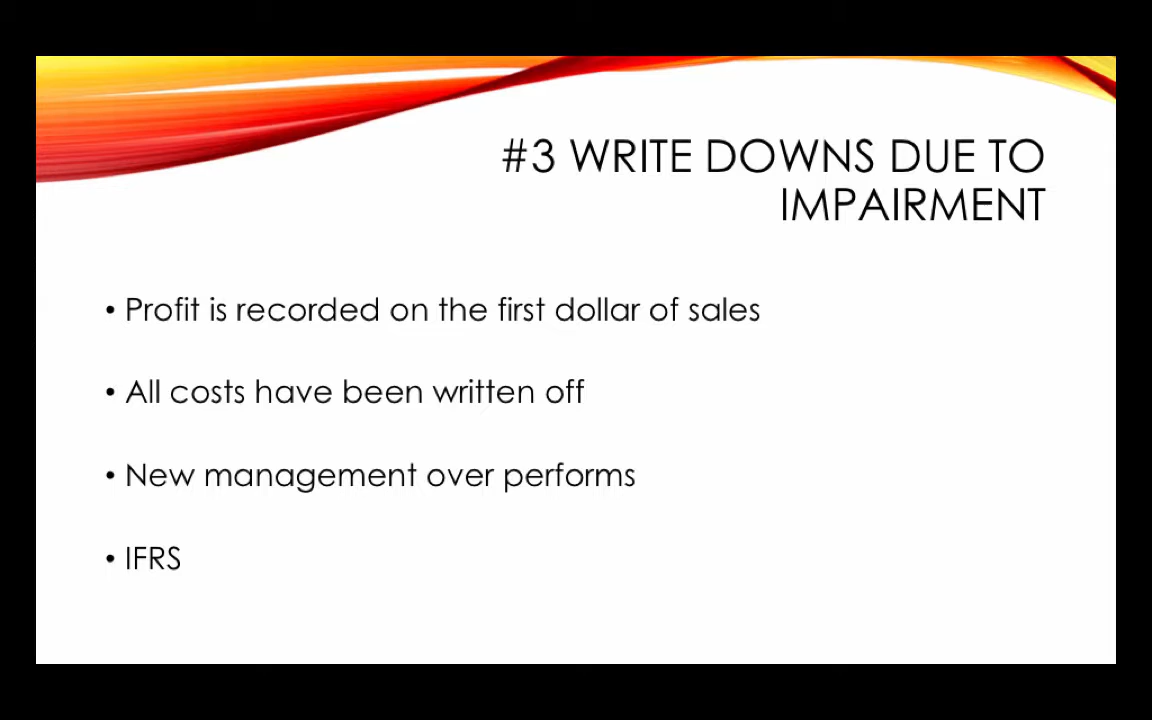 #3 WRITE DOWNS DUE TO
IMPAIRMENT
• Profit is recorded on the first dollar of sales
• All costs have been written off
• New management over performs
• IFRS